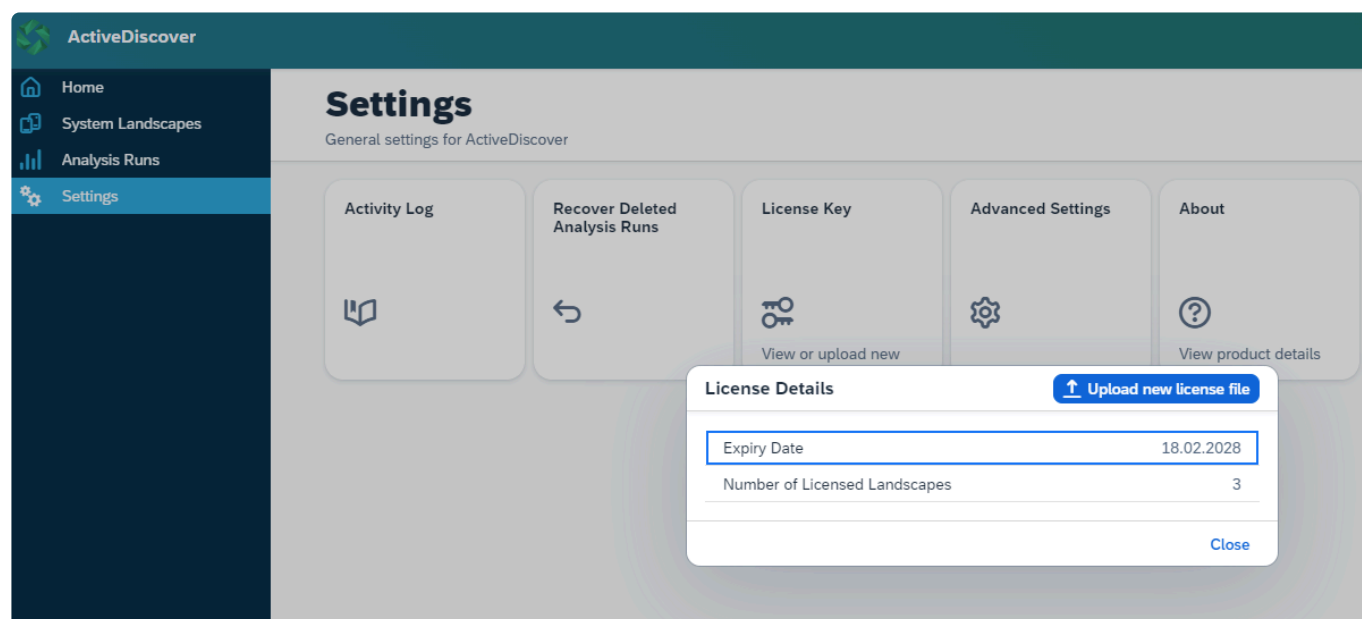 ActiveDiscover
Home
System Landscapes
Analysis Runs
Settings
Settings
General settings for ActiveDiscover
Activity Log
Recover Deleted
Analysis Runs
License Key
View or upload new
Advanced Settings
About
View product details
License Details
Upload new license file
Expiry Date 18.02.2028
Number of Licensed Landscapes 3
Close